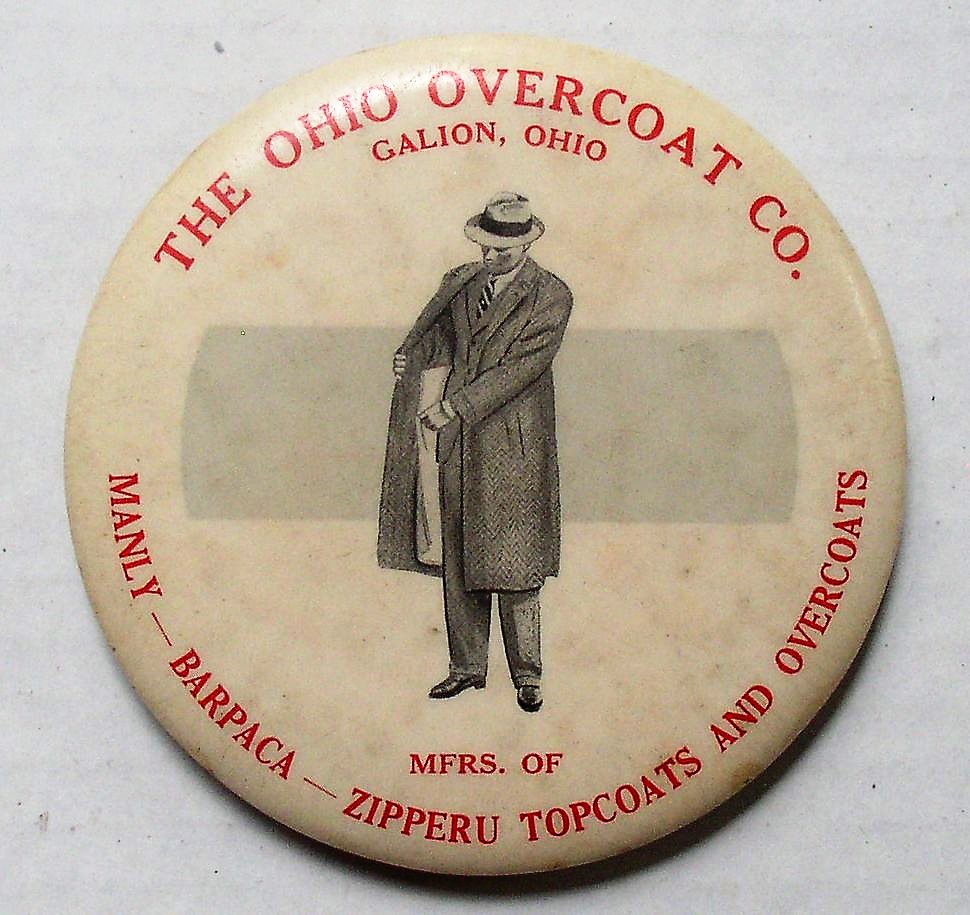 THE OHIO OVERCOAT CO.
GALION, OHIO
MFRS. OF
MANLY — BARPACA — ZIPPERU TOPCOATS AND OVERCOATS